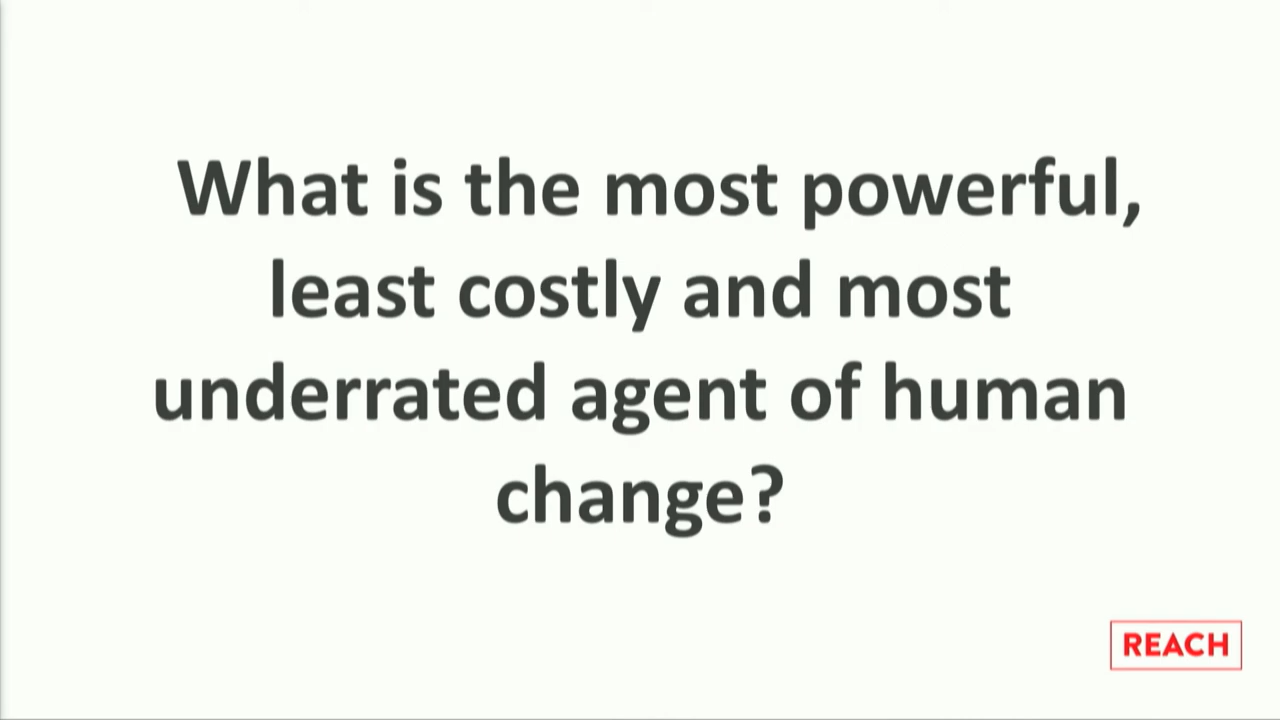 What is the most powerful,
least costly and most
underrated agent of human
change?
REACH